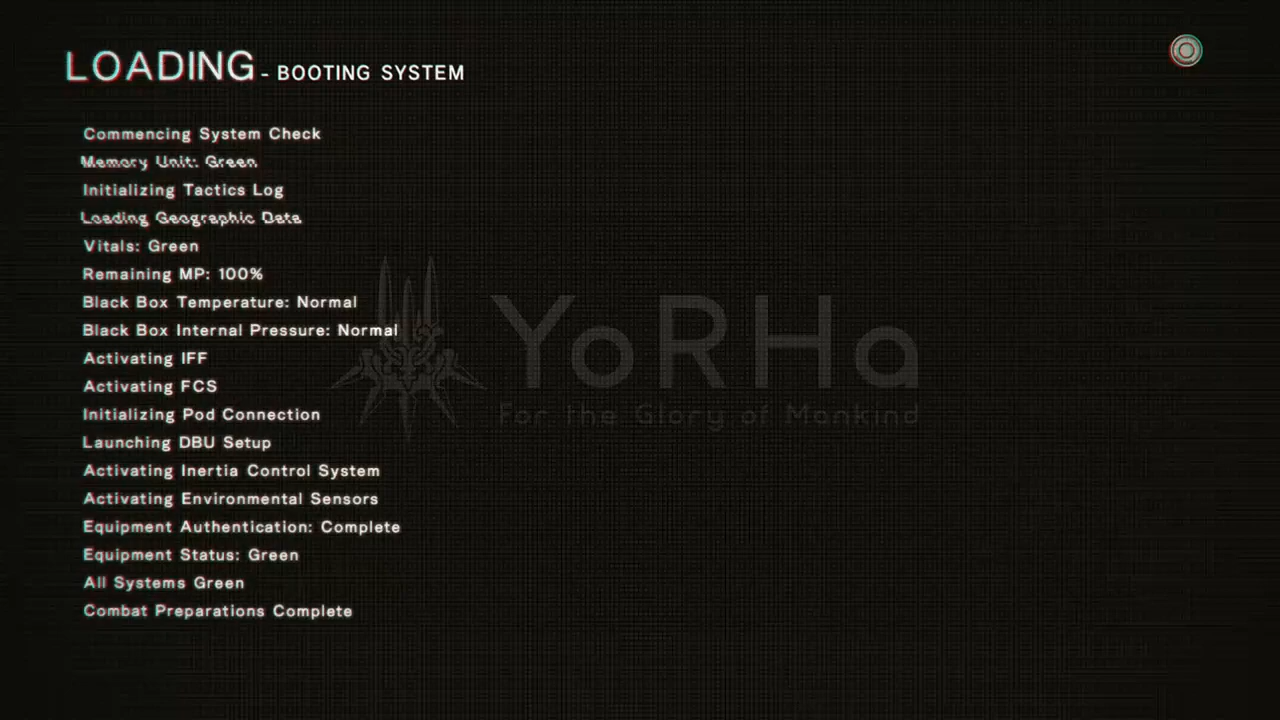 LOADING - BOOTING SYSTEM
Commencing System Check
Memory Unit: Green
Initializing Tactics Log
Loading Geographic Data
Vitals: Green
Remaining MP: 100%
Black Box Temperature: Normal
Black Box Internal Pressure: Normal
Activating IFF
Activating FCS
Initializing Pod Connection
Launching DBU Setup
Activating Inertia Control System
Activating Environmental Sensors
Equipment Authentication: Complete
Equipment Status: Green
All Systems Green
Combat Preparations Complete
YoRHa
For the Glory of Mankind